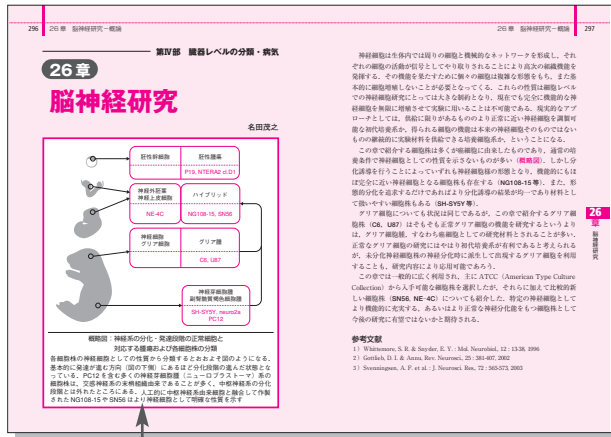 296
26章 脳神経研究―概論
第Ⅳ部 臓器レベルの分類・病気
26章
脳神経研究
名田茂之
胚性幹細胞
胚性腫瘍
P19, NTERA2 cl.D1
神経外胚葉
神経上皮細胞
ハイブリッド
NE-4C
NG108-15, SN56
神経細胞
グリア細胞
グリア腫
C6, U87
神経芽細胞腫
副腎髄質褐色細胞腫
SH-SY5Y, neuro2a
PC12
概略図:神経系の分化・発達段階の正常細胞と
対応する腫瘍および各細胞株の分類
各細胞株の神経細胞としての性質から分類するとおおよそ図のようになる.
基本的に発達が進む方向(図の下側)にあるほど分化段階の進んだ状態とな
っている.PC12を含む多くの神経芽細胞腫(ニューロブラストーマ)系の
細胞株は,交感神経系の末梢組織由来であることが多く,中枢神経系の分化
段階とは外れたところにある.人工的に中枢神経系由来細胞と融合して作製
されたNG108-15やSN56はより神経細胞として明確な性質を示す
26章 脳神経研究―概論
297
神経細胞は生体内では周りの細胞と機械的なネットワークを形成し,それ
ぞれの細胞の活動が信号としてやり取りされることにより高次の組織機能を
発揮する.その機能を果たすために個々の細胞は複雑な形態をもち,また基
本的に細胞増殖しないことが必要となってくる.これらの性質は細胞レベル
での神経細胞研究にとっては大きな制約となり,現在でも完全に機能的な神
経細胞を無限に増殖させて実験に用いることは不可能である.現実的なアプ
ローチとしては,供給に限りがあるもののより正常に近い神経細胞を調製可
能な初代培養系か,得られる細胞の機能は本来の神経細胞そのものではない
ものの継続的に実験材料を供給できる培養細胞系か,ということになる.
この章で紹介する細胞株は多くが癌細胞に由来したものであり,通常の培
養条件で神経細胞としての性質を示さないものが多い(概略図).しかし分
化誘導を行うことによっていずれも神経細胞様の形態となり,機能的にもほ
ぼ完全に近い神経細胞となる細胞株も存在する(NG108-15等).また,形
態的分化を追求するだけであればより分化誘導の結果が均一であり材料とし
て扱いやすい細胞株もある(SH-SY5Y等).
グリア細胞についても状況は同じであるが,この章で紹介するグリア細
胞株(C6, U87)はそもそも正常グリア細胞の機能を研究するというより
は,グリア細胞腫,すなわち癌細胞としての研究材料とされることが多い.
正常なグリア細胞の研究にはやはり初代培養系が有利であると考えられる
が,未分化神経細胞株の神経分化時に派生して出現するグリア細胞を利用
することも,研究内容により応用可能であろう.
この章では一般的に広く利用され,主にATCC(American Type Culture
Collection)から入手可能な細胞株を選択したが,それらに加えて比較的新
しい細胞株(SN56, NE-4C)についても紹介した.特定の神経細胞として
より機能的に充実する,あるいはより正常な神経分化能をもつ細胞株として
今後の研究に有望ではないかと期待される.
参考文献
1) Whittemore, S. R. & Snyder, E. Y. : Mol. Neurobiol, 12 : 13-38, 1996
2) Gottlieb, D. I. & Annu, Rev. Neurosci, 25 : 381-407, 2002
3) Svenningsen, A. F. et al. : J. Neurosci. Res, 72 : 565-573, 2003
26
章
脳神経研究